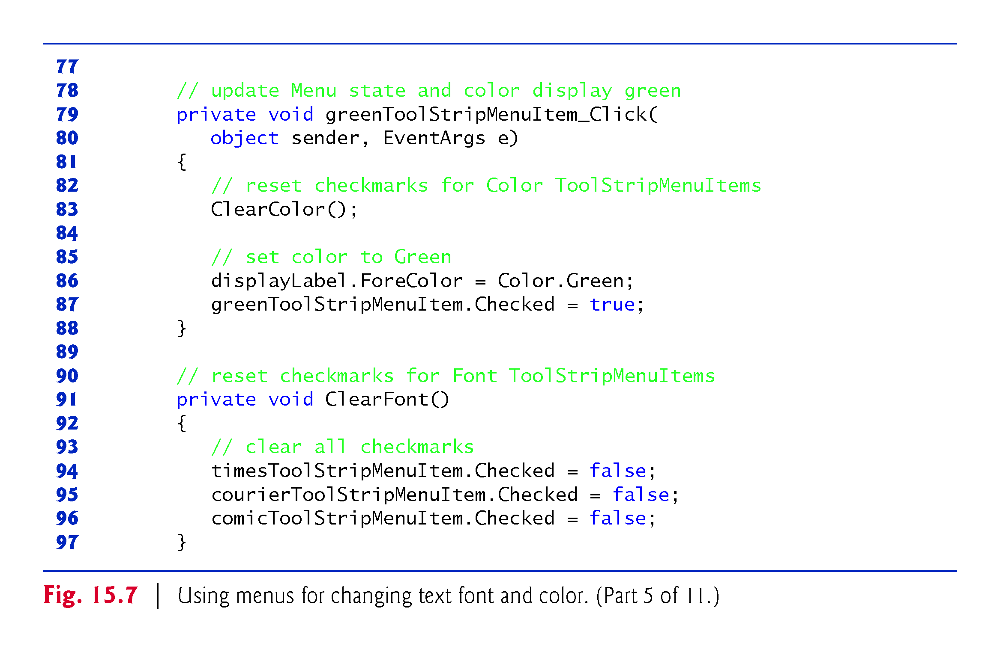 77
78 // update Menu state and color display green
79 private void greenToolStripMenuItem_Click(
80 object sender, EventArgs e)
81 {
82 // reset checkmarks for Color ToolStripMenuItems
83 ClearColor();
84
85 // set color to Green
86 displayLabel.ForeColor = Color.Green;
87 greenToolStripMenuItem.Checked = true;
88 }
89
90 // reset checkmarks for Font ToolStripMenuItems
91 private void ClearFont()
92 {
93 // clear all checkmarks
94 timesToolStripMenuItem.Checked = false;
95 courierToolStripMenuItem.Checked = false;
96 comicToolStripMenuItem.Checked = false;
97 }
Fig. 15.7 | Using menus for changing text font and color. (Part 5 of 11.)